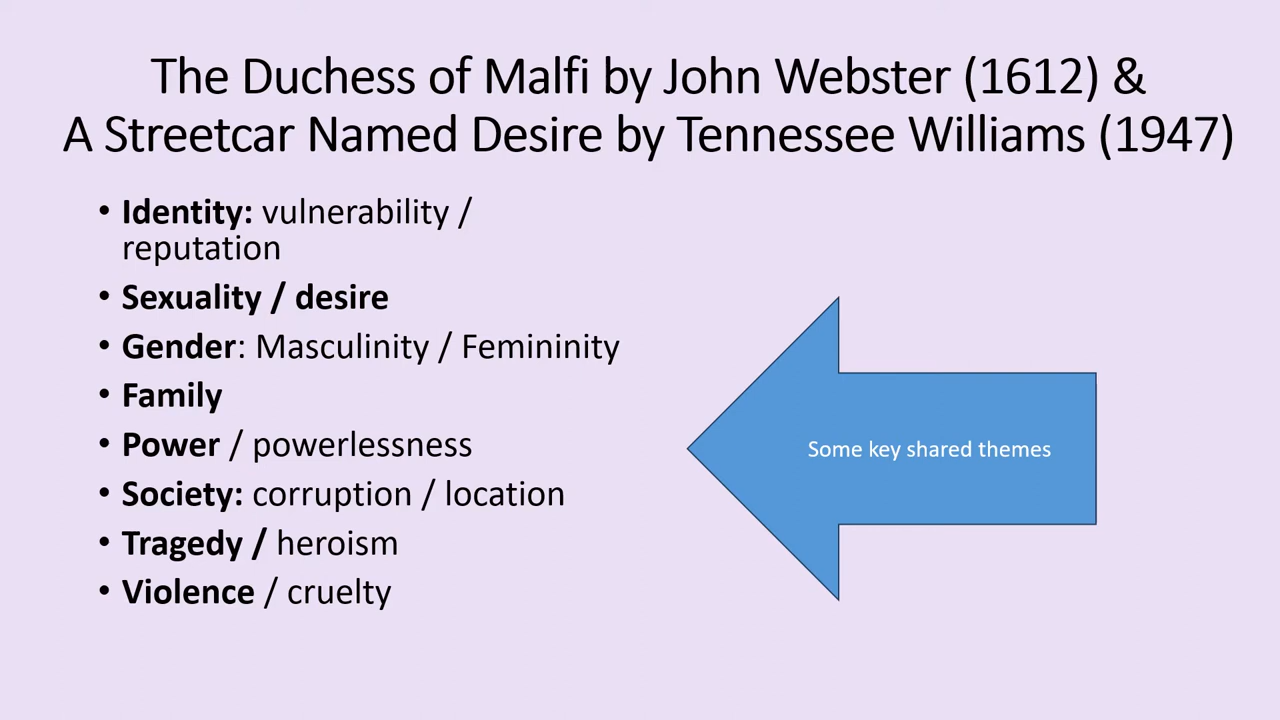 The Duchess of Malfi by John Webster (1612) &
A Streetcar Named Desire by Tennessee Williams (1947)
• Identity: vulnerability /
reputation
• Sexuality / desire
• Gender: Masculinity / Femininity
• Family
• Power / powerlessness
• Society: corruption / location
• Tragedy / heroism
• Violence / cruelty
Some key shared themes